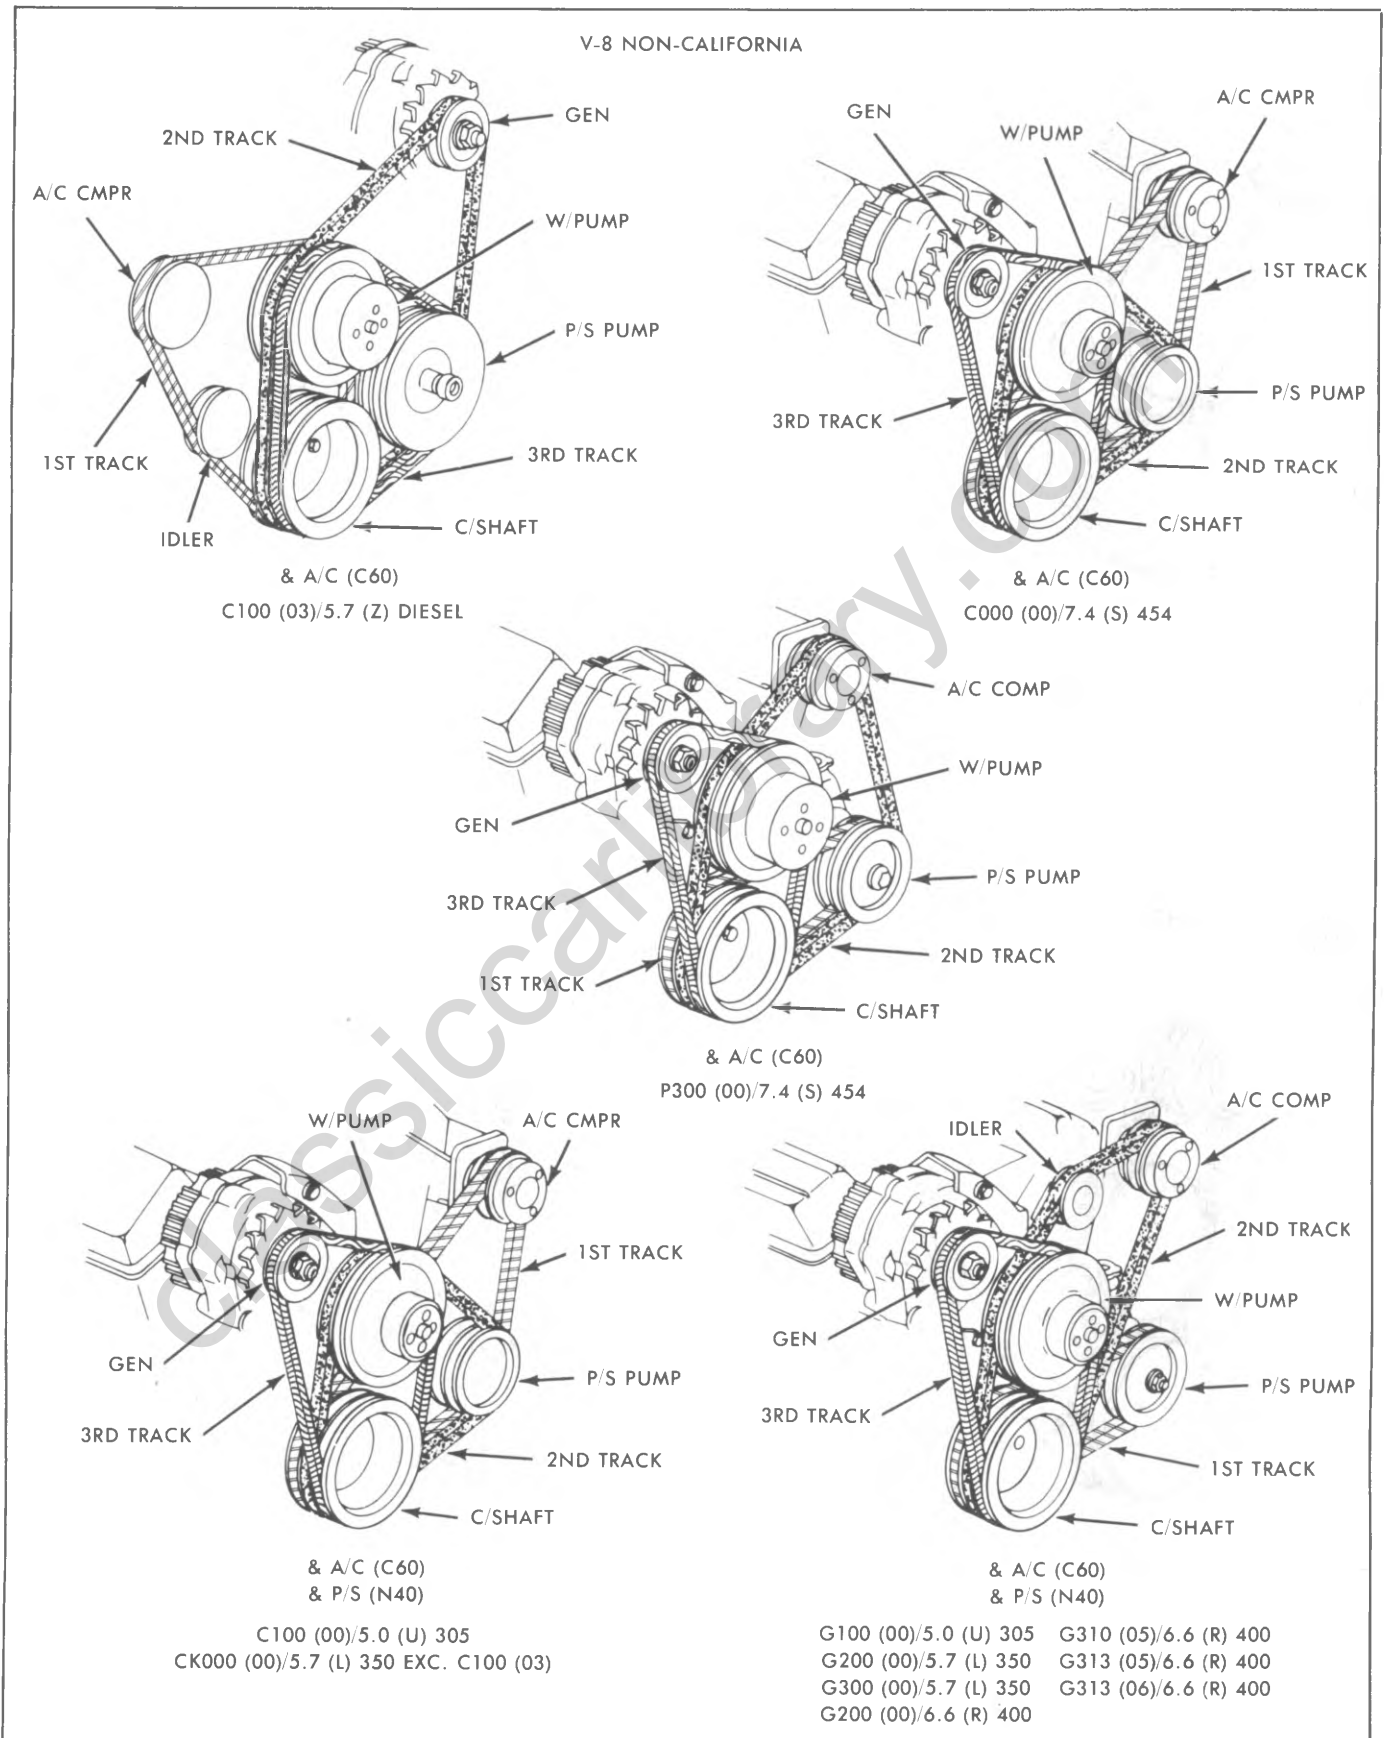 V-8 NON-CALIFORNIA
GEN
2ND TRACK
A/C CMPR
W/PUMP
P/S PUMP
3RD TRACK
1ST TRACK
C/SHAFT
IDLER
& A/C (C60)
C100 (03)/5.7 (Z) DIESEL
A/C CMPR
GEN
W/PUMP
1ST TRACK
P/S PUMP
3RD TRACK
2ND TRACK
C/SHAFT
& A/C (C60)
C000 (00)/7.4 (S) 454
A/C COMP
W/PUMP
GEN
P/S PUMP
3RD TRACK
2ND TRACK
1ST TRACK
C/SHAFT
& A/C (C60)
P300 (00)/7.4 (S) 454
W/PUMP
A/C CMPR
1ST TRACK
GEN
P/S PUMP
3RD TRACK
2ND TRACK
C/SHAFT
& A/C (C60)
& P/S (N40)
C100 (00)/5.0 (U) 305
CK000 (00)/5.7 (L) 350 EXC. C100 (03)
A/C COMP
IDLER
2ND TRACK
W/PUMP
GEN
P/S PUMP
3RD TRACK
1ST TRACK
C/SHAFT
& A/C (C60)
& P/S (N40)
G100 (00)/5.0 (U) 305 G310 (05)/6.6 (R) 400
G200 (00)/5.7 (L) 350 G313 (05)/6.6 (R) 400
G300 (00)/5.7 (L) 350 G313 (06)/6.6 (R) 400
G200 (00)/6.6 (R) 400
classiccarlibrary.com